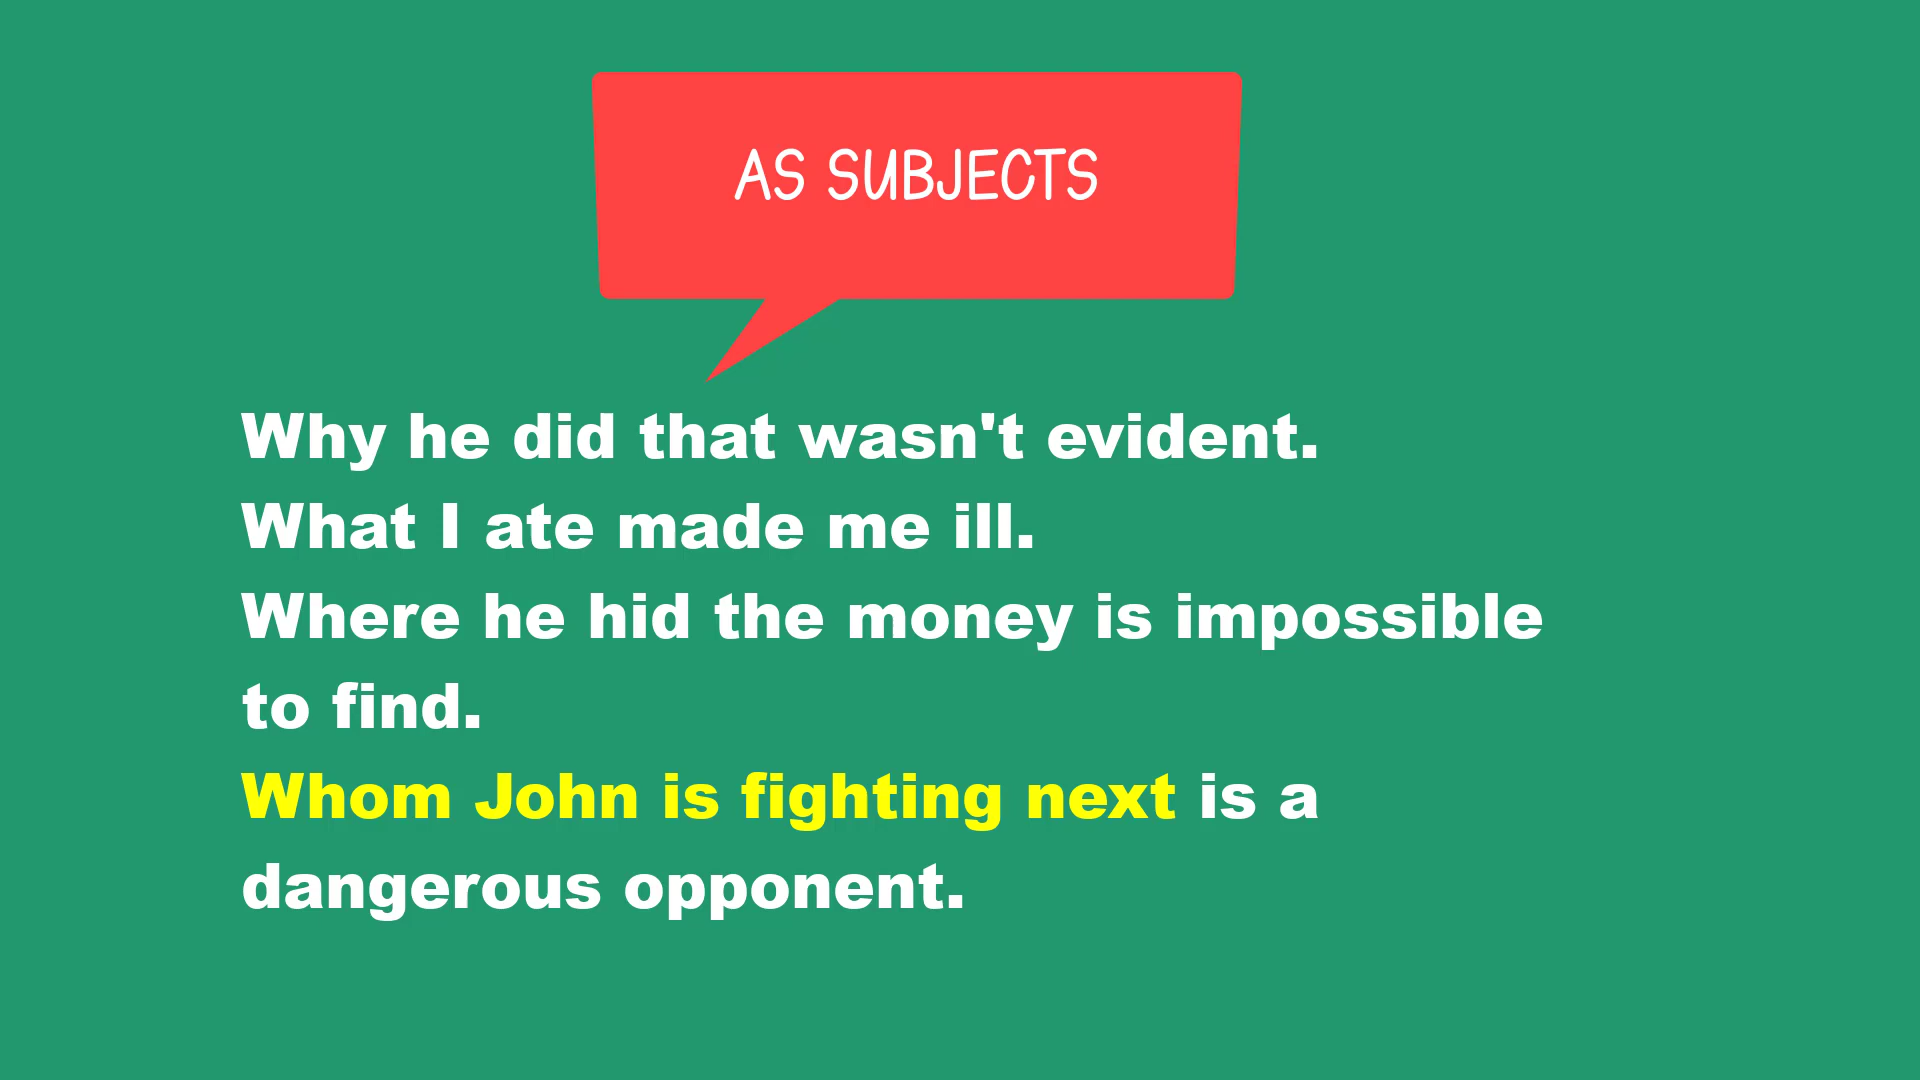 AS SUBJECTS
Why he did that wasn't evident.
What I ate made me ill.
Where he hid the money is impossible
to find.
Whom John is fighting next is a
dangerous opponent.